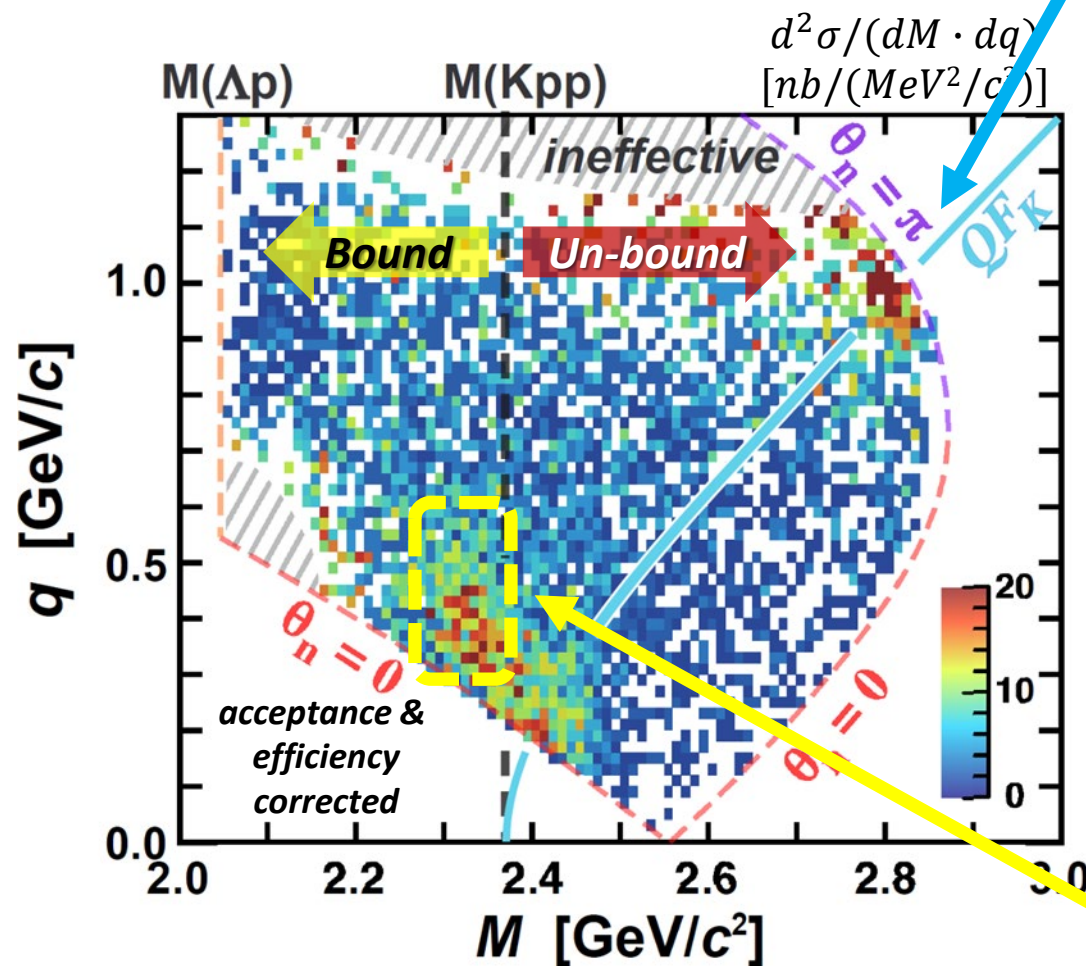 d²σ/(dM · dq)
[nb/(MeV²/c³)]
M(Λp) M(Kpp)
ineffective
θn = π
QFK
Bound Un-bound
1.0
0.5
0.0
q [GeV/c]
θn = 0
θn = 0
acceptance &
efficiency
corrected
20
10
0
2.0 2.2 2.4 2.6 2.8 3.0
M [GeV/c²]